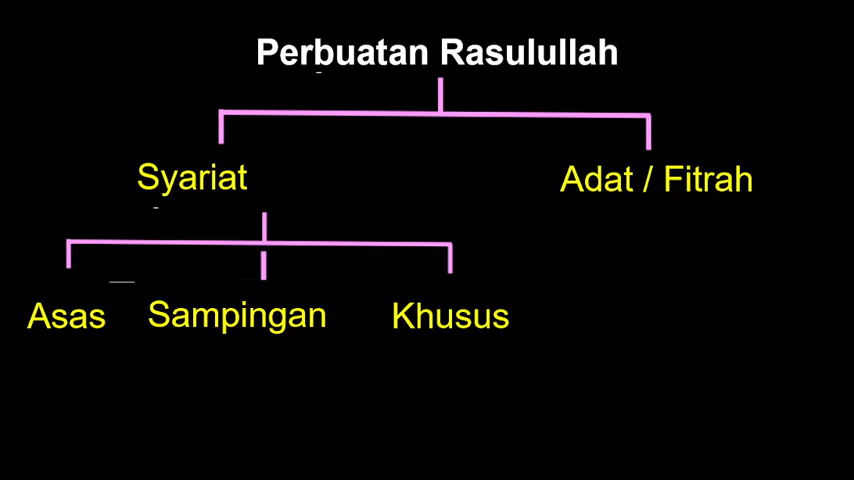 Perbuatan Rasulullah
Syariat
Adat / Fitrah
Asas
Sampingan
Khusus